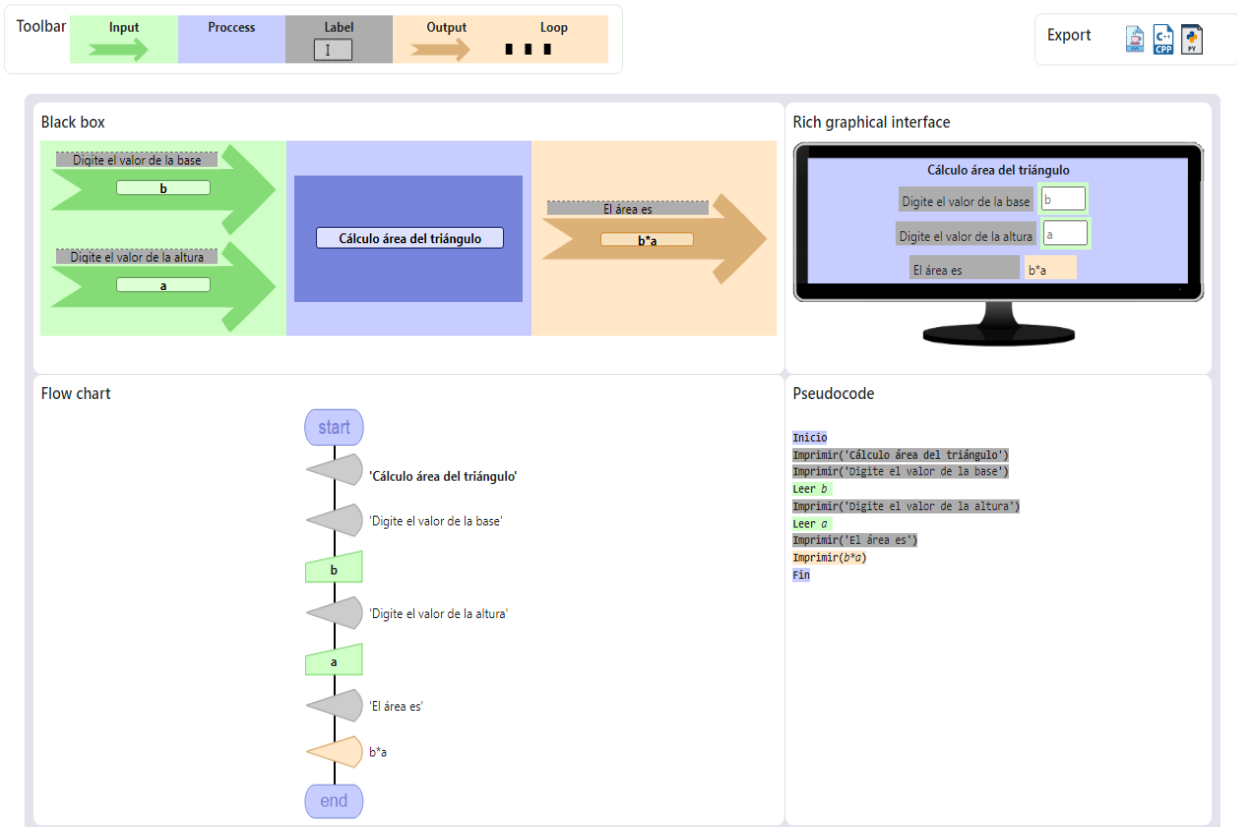 Toolbar
Input
Proccess
Label
Output
Loop
I
Export
C++
CPP
PY
Black box
Digite el valor de la base
b
Digite el valor de la altura
a
Cálculo área del triángulo
El área es
b*a
Rich graphical interface
Cálculo área del triángulo
Digite el valor de la base b
Digite el valor de la altura a
El área es b*a
Flow chart
start
'Cálculo área del triángulo'
'Digite el valor de la base'
b
'Digite el valor de la altura'
a
'El área es'
b*a
end
Pseudocode
Inicio
Imprimir('Cálculo área del triángulo')
Imprimir('Digite el valor de la base')
Leer b
Imprimir('Digite el valor de la altura')
Leer a
Imprimir('El área es')
Imprimir(b*a)
Fin